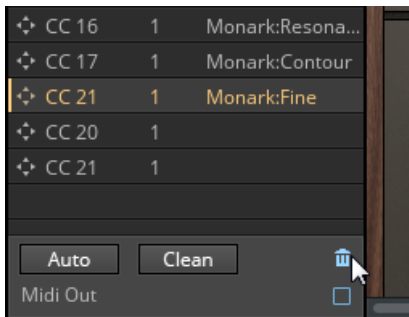 CC 16 1 Monark:Resona...
CC 17 1 Monark:Contour
CC 21 1 Monark:Fine
CC 20 1
CC 21 1
Auto Clean
Midi Out